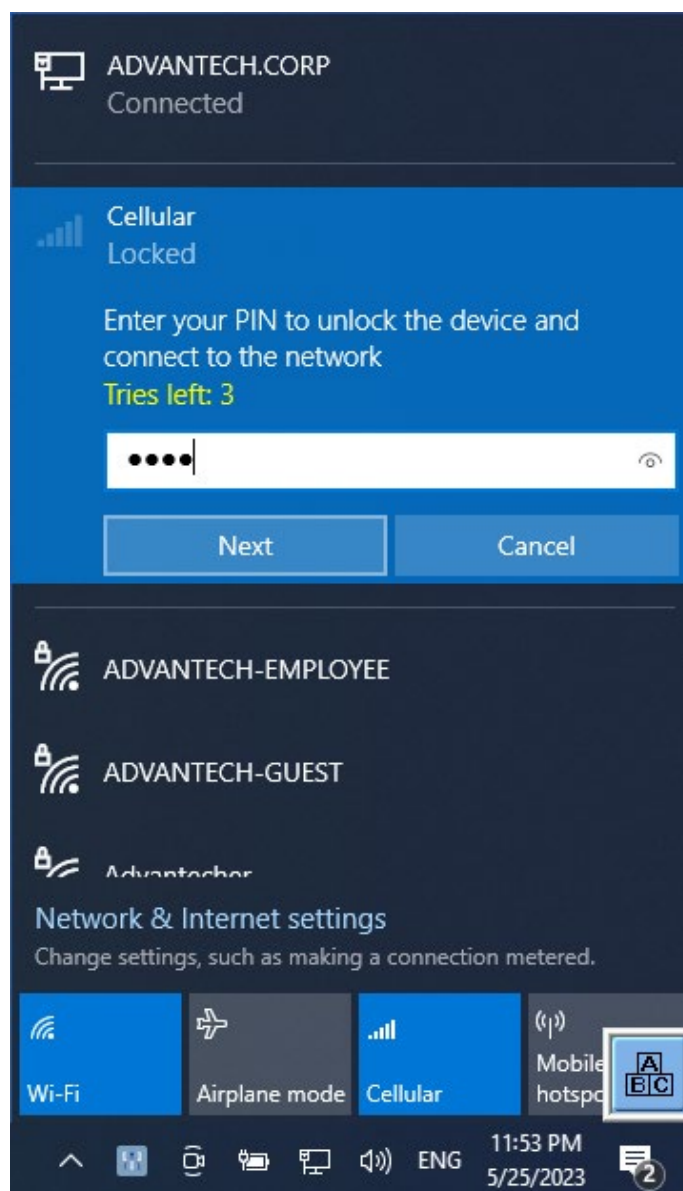 ADVANTECH.CORP
Connected
Cellular
Locked
Enter your PIN to unlock the device and
connect to the network
Tries left: 3
••••
Next Cancel
ADVANTECH-EMPLOYEE
ADVANTECH-GUEST
Network & Internet settings
Change settings, such as making a connection metered.
Wi-Fi
Airplane mode
Cellular
Mobile
A
B C
ENG
11:53 PM
5/25/2023
2